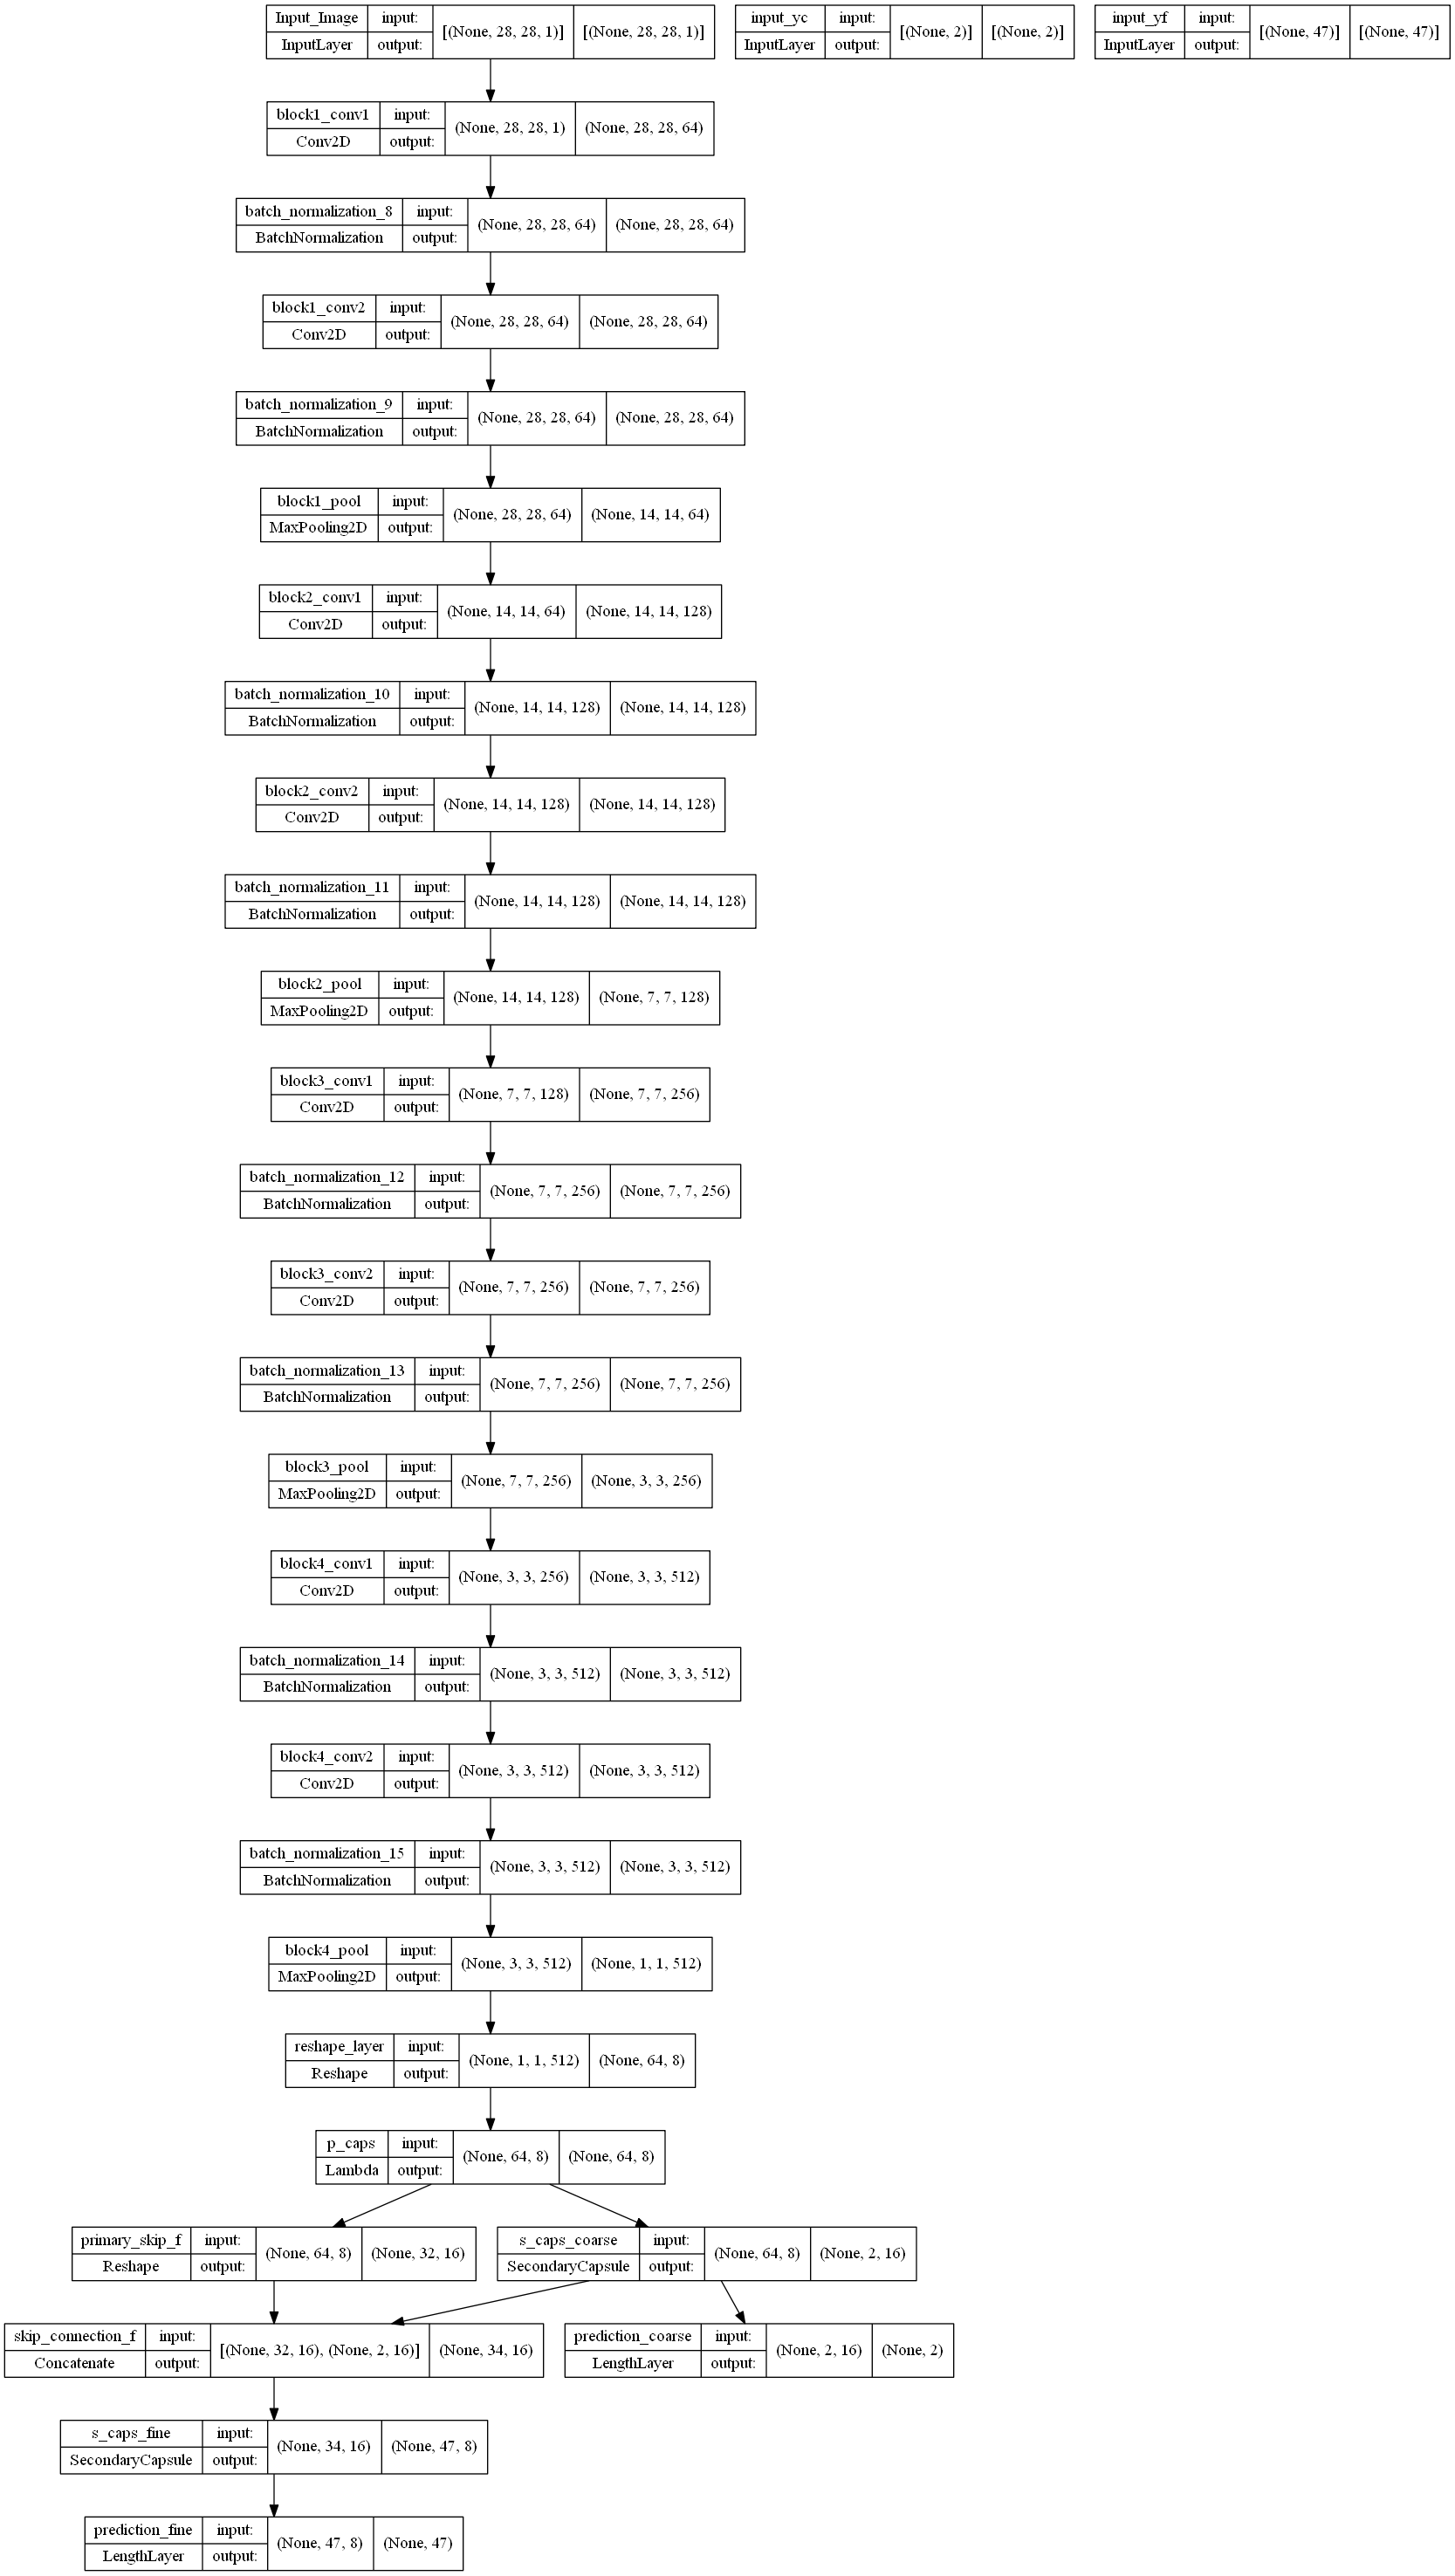 Input_Image input: [(None, 28, 28, 1)] [(None, 28, 28, 1)]
InputLayer output:
input_yc input: [(None, 2)] [(None, 2)]
InputLayer output:
input_yf input: [(None, 47)] [(None, 47)]
InputLayer output:
block1_conv1 input: (None, 28, 28, 1) (None, 28, 28, 64)
Conv2D output:
batch_normalization_8 input: (None, 28, 28, 64) (None, 28, 28, 64)
BatchNormalization output:
block1_conv2 input: (None, 28, 28, 64) (None, 28, 28, 64)
Conv2D output:
batch_normalization_9 input: (None, 28, 28, 64) (None, 28, 28, 64)
BatchNormalization output:
block1_pool input: (None, 28, 28, 64) (None, 14, 14, 64)
MaxPooling2D output:
block2_conv1 input: (None, 14, 14, 64) (None, 14, 14, 128)
Conv2D output:
batch_normalization_10 input: (None, 14, 14, 128) (None, 14, 14, 128)
BatchNormalization output:
block2_conv2 input: (None, 14, 14, 128) (None, 14, 14, 128)
Conv2D output:
batch_normalization_11 input: (None, 14, 14, 128) (None, 14, 14, 128)
BatchNormalization output:
block2_pool input: (None, 14, 14, 128) (None, 7, 7, 128)
MaxPooling2D output:
block3_conv1 input: (None, 7, 7, 128) (None, 7, 7, 256)
Conv2D output:
batch_normalization_12 input: (None, 7, 7, 256) (None, 7, 7, 256)
BatchNormalization output:
block3_conv2 input: (None, 7, 7, 256) (None, 7, 7, 256)
Conv2D output:
batch_normalization_13 input: (None, 7, 7, 256) (None, 7, 7, 256)
BatchNormalization output:
block3_pool input: (None, 7, 7, 256) (None, 3, 3, 256)
MaxPooling2D output:
block4_conv1 input: (None, 3, 3, 256) (None, 3, 3, 512)
Conv2D output:
batch_normalization_14 input: (None, 3, 3, 512) (None, 3, 3, 512)
BatchNormalization output:
block4_conv2 input: (None, 3, 3, 512) (None, 3, 3, 512)
Conv2D output:
batch_normalization_15 input: (None, 3, 3, 512) (None, 3, 3, 512)
BatchNormalization output:
block4_pool input: (None, 3, 3, 512) (None, 1, 1, 512)
MaxPooling2D output:
reshape_layer input: (None, 1, 1, 512) (None, 64, 8)
Reshape output:
p_caps input: (None, 64, 8) (None, 64, 8)
Lambda output:
primary_skip_f input: (None, 64, 8) (None, 32, 16)
Reshape output:
s_caps_coarse input: (None, 64, 8) (None, 2, 16)
SecondaryCapsule output:
skip_connection_f input: [(None, 32, 16), (None, 2, 16)] (None, 34, 16)
Concatenate output:
prediction_coarse input: (None, 2, 16) (None, 2)
LengthLayer output:
s_caps_fine input: (None, 34, 16) (None, 47, 8)
SecondaryCapsule output:
prediction_fine input: (None, 47, 8) (None, 47)
LengthLayer output: